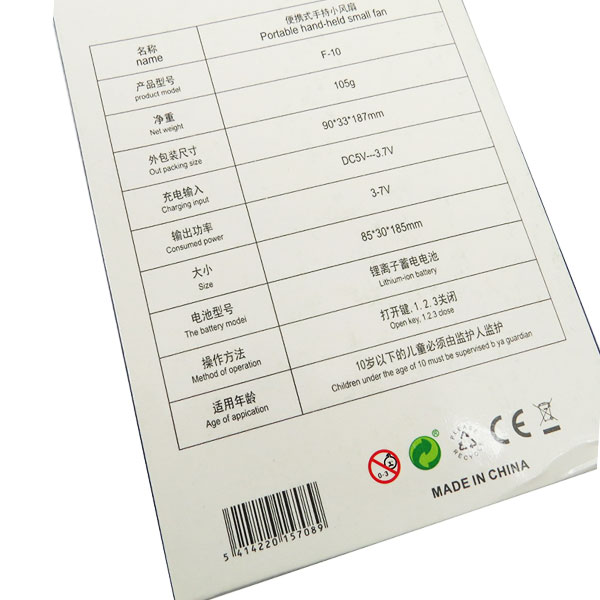 名称
name
便携式手持小风扇
Portable hand-held small fan
产品型号
product model
F-10
净重
Net weight
105g
外包装尺寸
Out packing size
90*33*187mm
充电输入
Charging input
DC5V---3.7V
输出功率
Consumed power
3-7V
大小
Size
85*30*185mm
电池型号
The battery modei
锂离子蓄电电池
Lithium-ion battery
操作方法
Method of operation
打开键.1.2.3关闭
Open key, 1.2.3 close
适用年龄
Age of appication
10岁以下的儿童必须由监护人监护
Children under the age of 10 must be supervised b ya guardian
0-3
PLEASE RECYCLE
CE
MADE IN CHINA
5 414220 157089